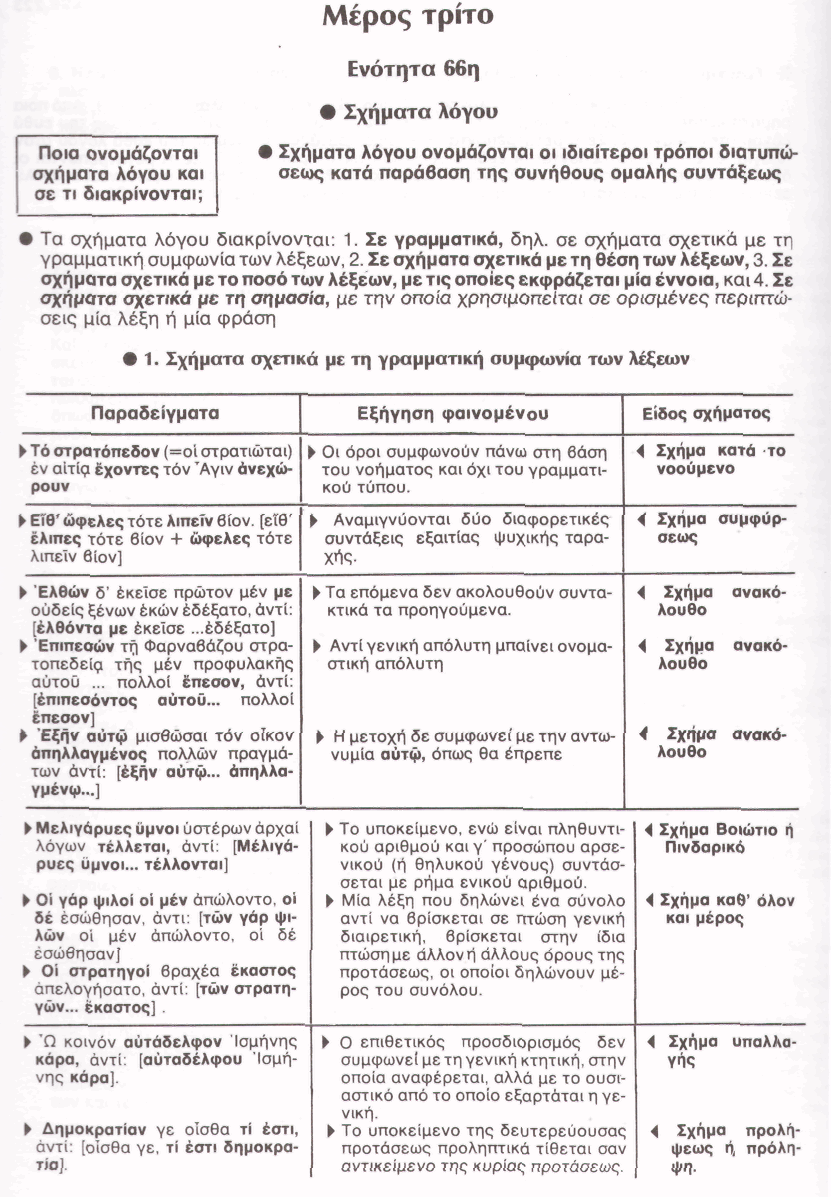 Μέρος τρίτο
Ενότητα 66η
● Σχήματα λόγου
Ποια ονομάζονται
σχήματα λόγου και
σε τι διακρίνονται;
● Σχήματα λόγου ονομάζονται οι ιδιαίτεροι τρόποι διατυπώ-
σεως κατά παράβαση της συνήθους ομαλής συντάξεως
● Τα σχήματα λόγου διακρίνονται: 1. Σε γραμματικά, δηλ. σε σχήματα σχετικά με τη
γραμματική συμφωνία των λέξεων, 2. Σε σχήματα σχετικά με τη θέση των λέξεων, 3. Σε
σχήματα σχετικά με το ποσό των λέξεων, με τις οποίες εκφράζεται μία έννοια, και 4. Σε
σχήματα σχετικά με τη σημασία, με την οποία χρησιμοπείται σε ορισμένες περιπτώ-
σεις μία λέξη ή μία φράση
● 1. Σχήματα σχετικά με τη γραμματική συμφωνία των λέξεων
Παραδείγματα
Εξήγηση φαινομένου
Είδος σχήματος
Τό στρατόπεδον (=οἱ στρατιῶται)
ἐν αἰτίᾳ ἔχοντες τόν Ἆγιν ἀνεχώ-
ρουν
Οι όροι συμφωνούν πάνω στη βάση
του νοήματος και όχι του γραμματι-
κού τύπου.
Σχήμα κατά το
νοούμενο
Εἴθ' ὤφελες τότε λιπεῖν βίον. [εἴθ'
ἔλιπες τότε βίον + ὤφελες τότε
λιπεῖν βίον]
Αναμιγνύονται δύο διαφορετικές
συντάξεις εξαιτίας ψυχικής ταρα-
χής.
Σχήμα συμφύρ-
σεως
Ἐλθών δ' ἐκεῖσε πρῶτον μέν με
οὐδείς ξένων ἑκών ἐδέξατο, ἀντί:
[ἐλθόντα με ἐκεῖσε ...ἐδέξατο]
Τα επόμενα δεν ακολουθούν συντα-
κτικά τα προηγούμενα.
Σχήμα ανακό-
λουθο
Ἐπιπεσών τῇ Φαρναβάζου στρα-
τοπεδείᾳ τῆς μέν προφυλακῆς
αὐτοῦ ... πολλοί ἔπεσον, ἀντί:
[ἐπιπεσόντος αὐτοῦ... πολλοί
ἔπεσον]
Αντί γενική απόλυτη μπαίνει ονομα-
στική απόλυτη
Σχήμα ανακό-
λουθο
Ἐξῆν αὐτῷ μισθῶσαι τόν οἶκον
ἀπηλλαγμένος πολλῶν πραγμά-
των ἀντί: [ἐξῆν αὐτῷ... ἀπηλλα-
γμένῳ...]
Η μετοχή δε συμφωνεί με την αντω-
νυμία αὐτῷ, όπως θα έπρεπε
Σχήμα ανακό-
λουθο
Μελιγάρυες ὕμνοι ὑστέρων ἀρχαί
λόγων τέλλεται, ἀντί: [Μέλιγά-
ρυες ὕμνοι... τέλλονται]
Το υποκείμενο, ενώ είναι πληθυντι-
κού αριθμού και γ' προσώπου αρσε-
νικού (ή θηλυκού γένους) συντάσ-
σεται με ρήμα ενικού αριθμού.
Σχήμα Βοιώτιο ή
Πινδαρικό
Οἱ γάρ ψιλοί οἱ μέν ἀπώλοντο, οἱ
δέ ἐσώθησαν, ἀντι: [τῶν γάρ ψι-
λῶν οἱ μέν ἀπώλοντο, οἱ δέ
ἐσώθησαν]
Οἱ στρατηγοί βραχέα ἕκαστος
ἀπελογήσατο, ἀντί: [τῶν στρατη-
γῶν... ἕκαστος] .
Μία λέξη που δηλώνει ένα σύνολο
αντί να βρίσκεται σε πτώση γενική
διαιρετική, βρίσκεται στην ίδια
πτώση με άλλον ή άλλους όρους της
προτάσεως, οι οποίοι δηλώνουν μέ-
ρος του συνόλου.
Σχήμα καθ' όλον
και μέρος
Ὦ κοινόν αὐτάδελφον Ἰσμήνης
κάρα, ἀντί: [αὐταδέλφου Ἰσμή-
νης κάρα].
Ο επιθετικός προσδιορισμός δεν
συμφωνεί με τη γενική κτητική, στην
οποία αναφέρεται, αλλά με το ουσι-
αστικό από το οποίο εξαρτάται η γε-
νική.
Σχήμα υπαλλα-
γής
Δημοκρατίαν γε οἶσθα τί ἐστι,
ἀντί: [οἶσθα γε, τί ἐστι δημοκρα-
τία].
Το υποκείμενο της δευτερεύουσας
προτάσεως προληπτικά τίθεται σαν
αντικείμενο της κυρίας προτάσεως.
Σχήμα προλή-
ψεως ή πρόλη-
ψη.